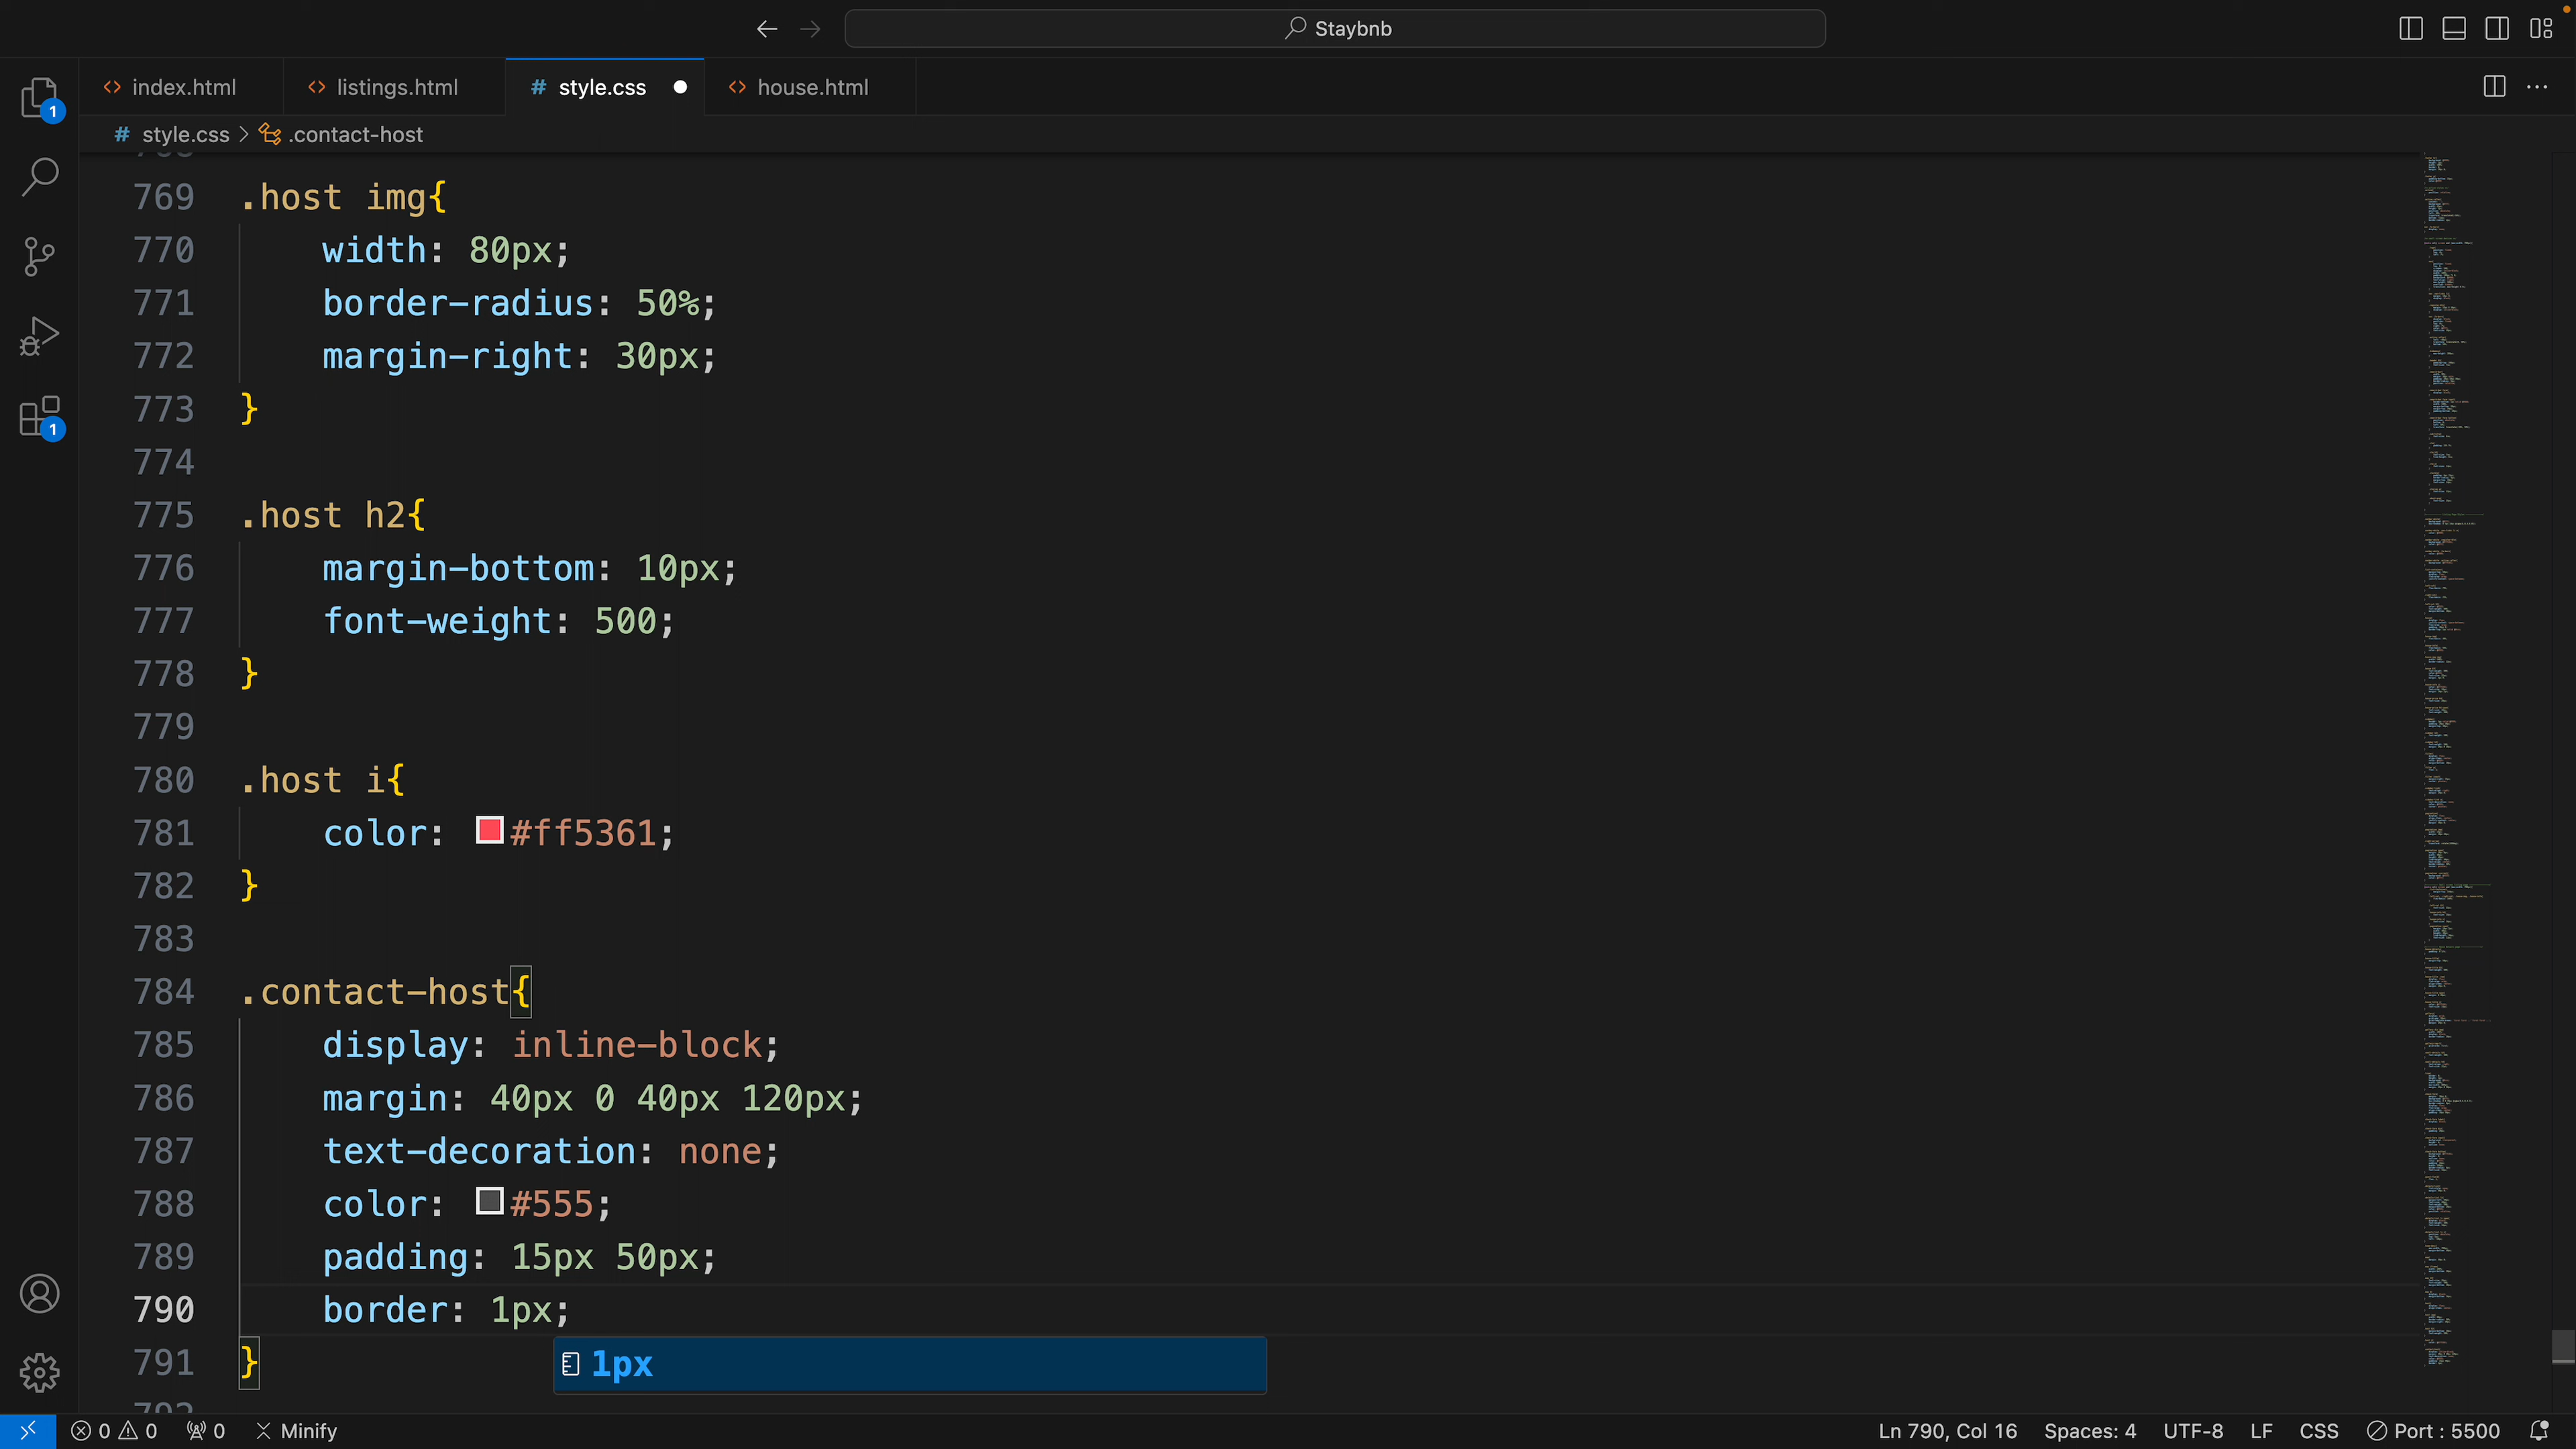 Staybnb
index.html
listings.html
# style.css
house.html
# style.css > .contact-host
1
769 .host img{
770 width: 80px;
771 border-radius: 50%;
772 margin-right: 30px;
773 }
774
775 .host h2{
776 margin-bottom: 10px;
777 font-weight: 500;
778 }
779
780 .host i{
781 color: #ff5361;
782 }
783
784 .contact-host{
785 display: inline-block;
786 margin: 40px 0 40px 120px;
787 text-decoration: none;
788 color: #555;
789 padding: 15px 50px;
790 border: 1px;
791 }
1px
1
0 0 0 Minify
Ln 790, Col 16 Spaces: 4 UTF-8 LF CSS Port : 5500